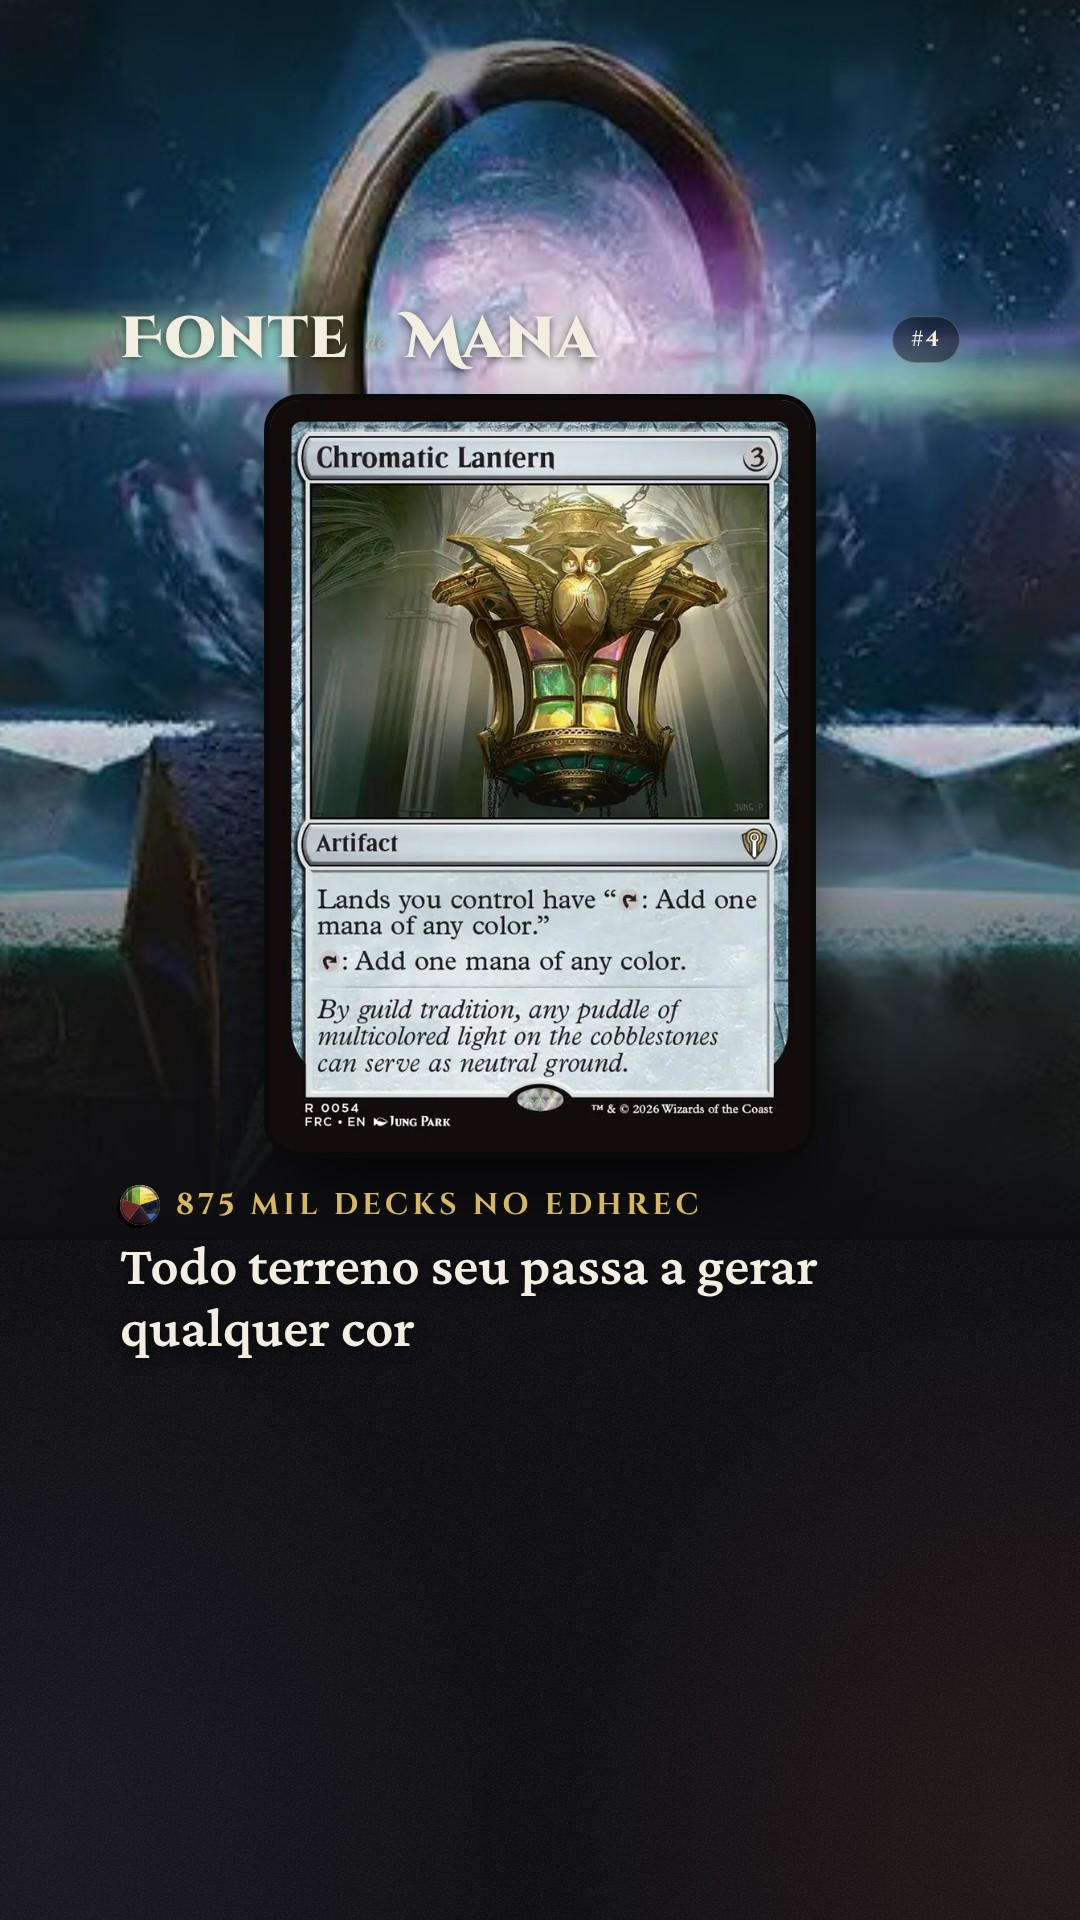 FONTE de MANA
#4
Chromatic Lantern
3
JUNG P
Artifact
Lands you control have “: Add one
mana of any color.”
: Add one mana of any color.
By guild tradition, any puddle of
multicolored light on the cobblestones
can serve as neutral ground.
R 0054
FRC • EN JUNG PARK
™ & © 2026 Wizards of the Coast
875 MIL DECKS NO EDHREC
Todo terreno seu passa a gerar
qualquer cor